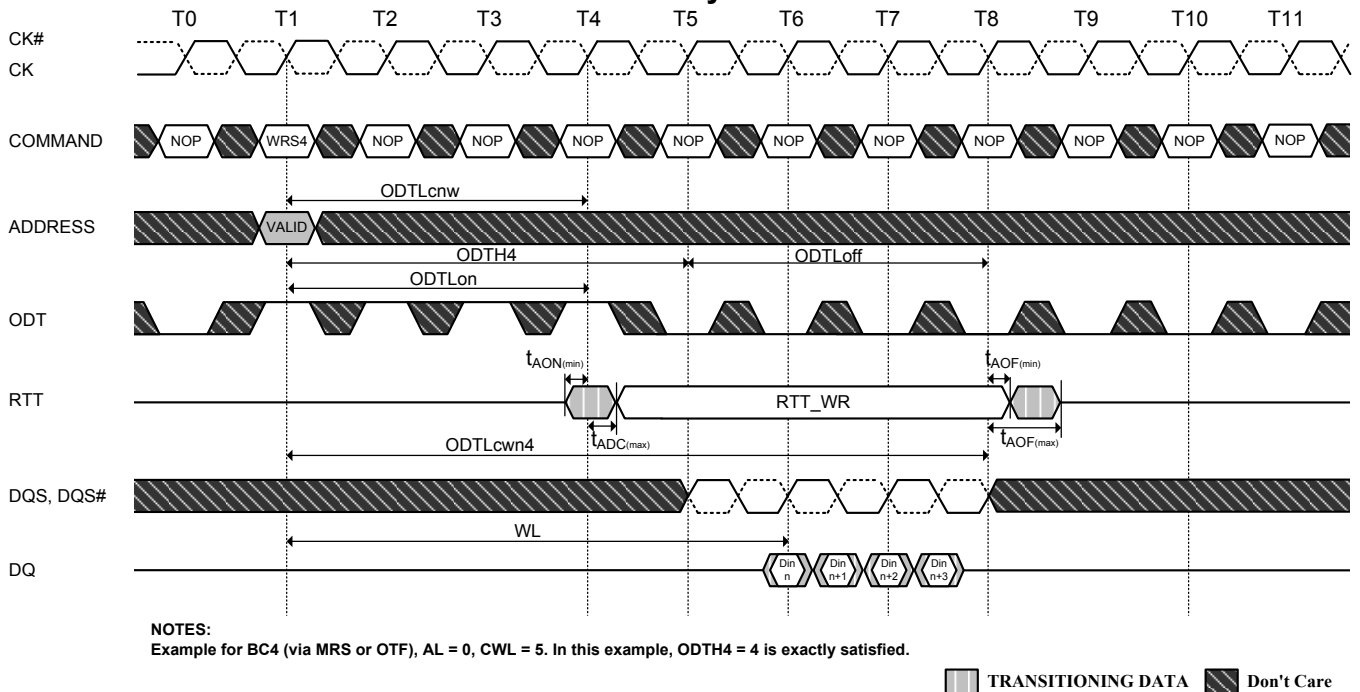 T0 T1 T2 T3 T4 T5 T6 T7 T8 T9 T10 T11
CK#
CK
COMMAND
NOP WRS4 NOP NOP NOP NOP NOP NOP NOP NOP NOP NOP
ODTLcnw
ADDRESS
VALID
ODTH4 ODTLoff
ODTLon
ODT
tAON(min) tAOF(min)
RTT
RTT_WR
tADC(max) tAOF(max)
ODTLcwn4
DQS, DQS#
WL
DQ
Din n Din n+1 Din n+2 Din n+3
NOTES:
Example for BC4 (via MRS or OTF), AL = 0, CWL = 5. In this example, ODTH4 = 4 is exactly satisfied.
TRANSITIONING DATA Don't Care